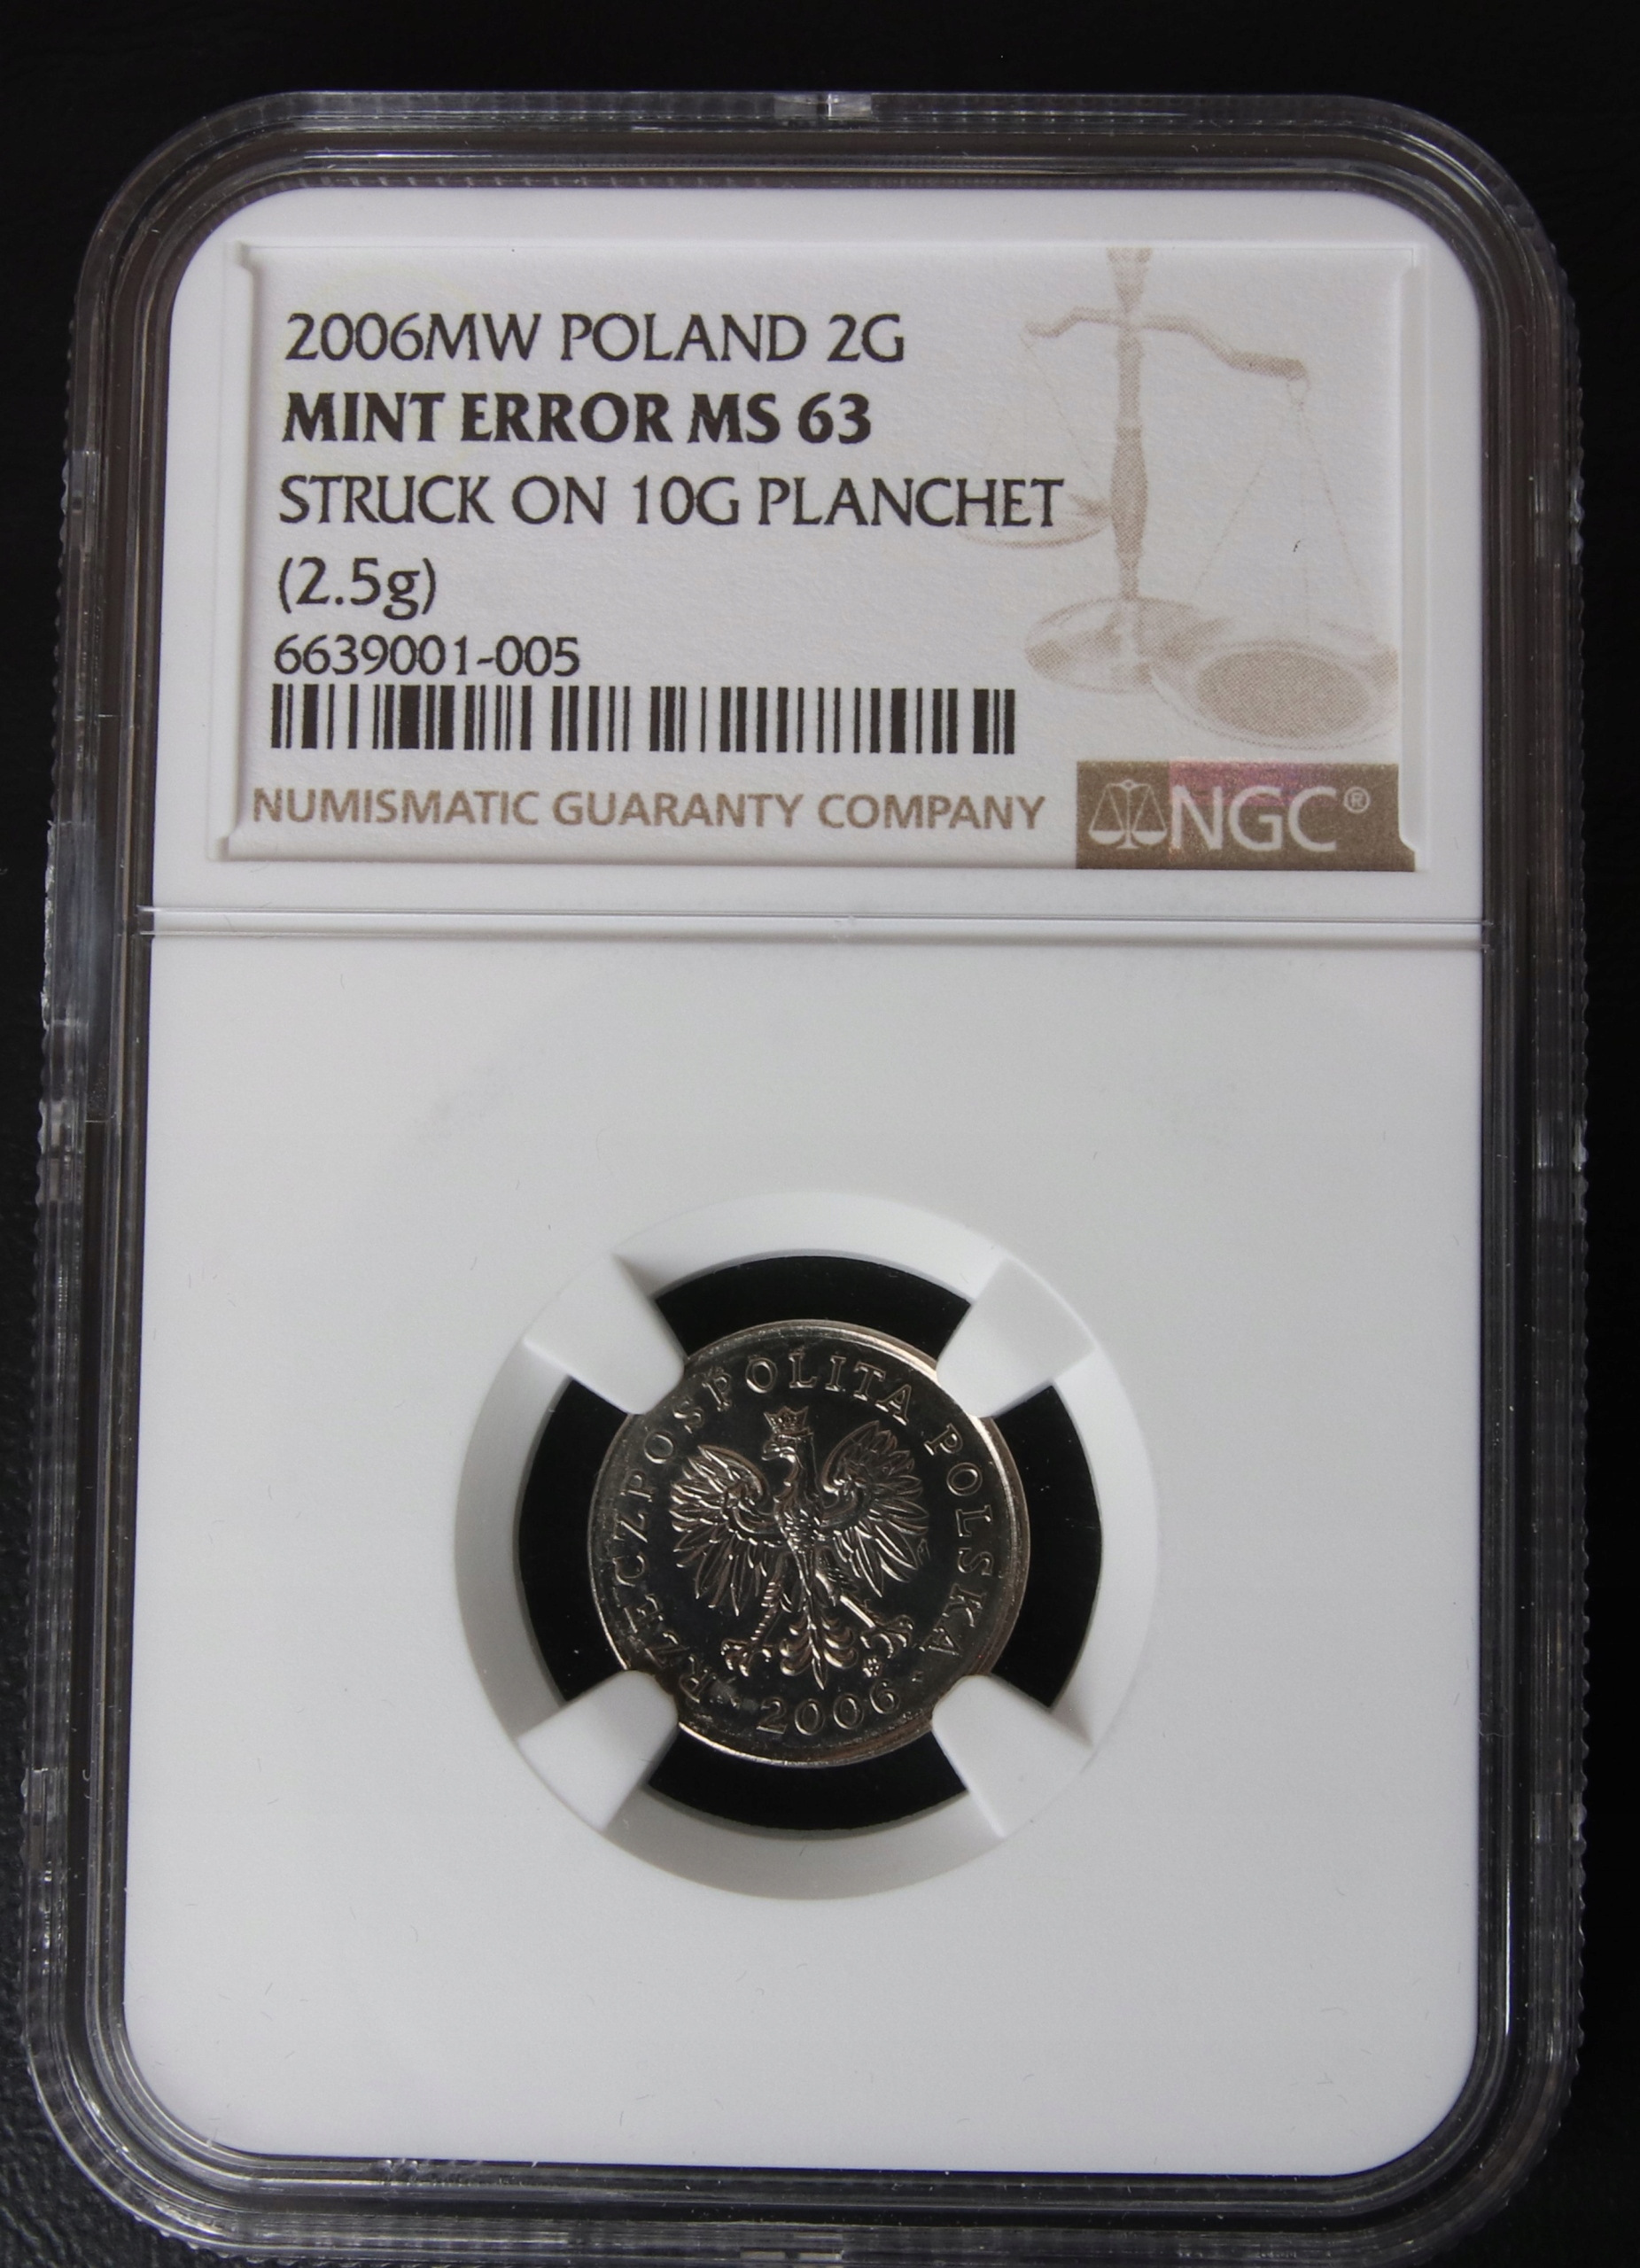 2006MW POLAND 2G
MINT ERROR MS 63
STRUCK ON 10G PLANCHET
(2.5g)
6639001-005
NUMISMATIC GUARANTY COMPANY
NGC®
RZECZPOSPOLITA POLSKA
2006